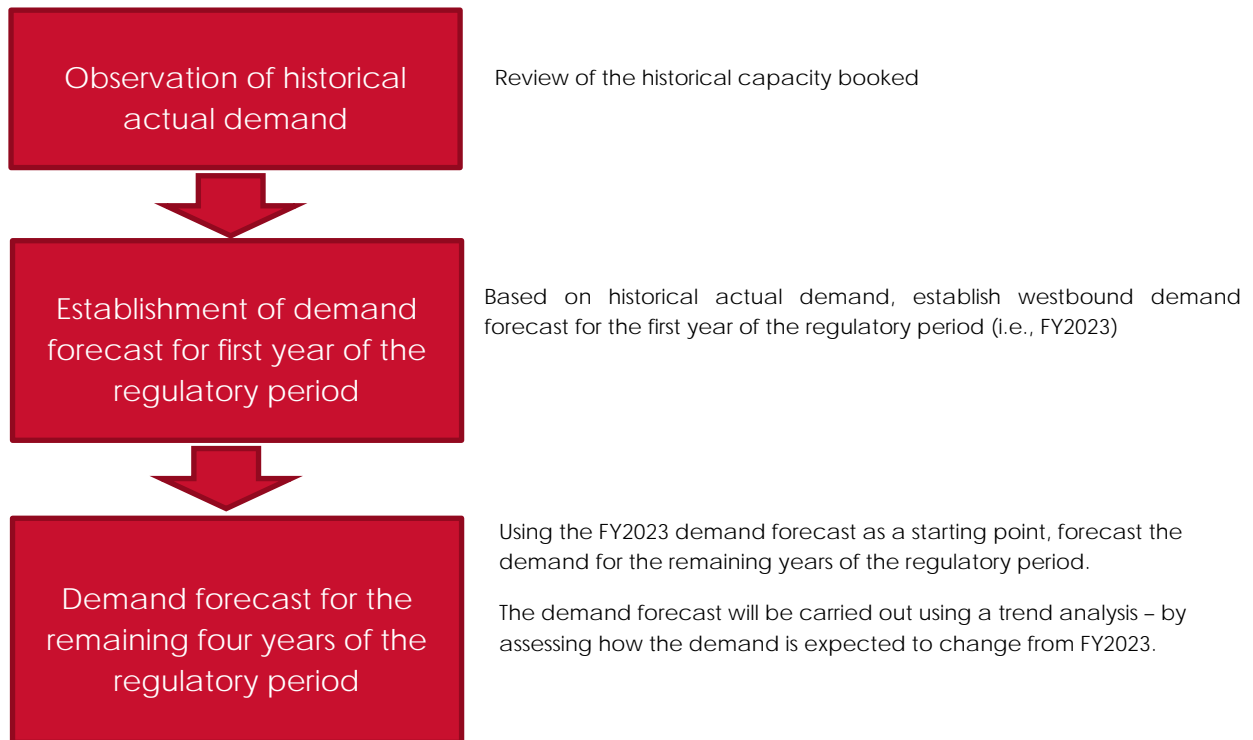 Observation of historical
actual demand
Review of the historical capacity booked
Establishment of demand
forecast for first year of the
regulatory period
Based on historical actual demand, establish westbound demand
forecast for the first year of the regulatory period (i.e., FY2023)
Demand forecast for the
remaining four years of the
regulatory period
Using the FY2023 demand forecast as a starting point, forecast the
demand for the remaining years of the regulatory period.
The demand forecast will be carried out using a trend analysis – by
assessing how the demand is expected to change from FY2023.